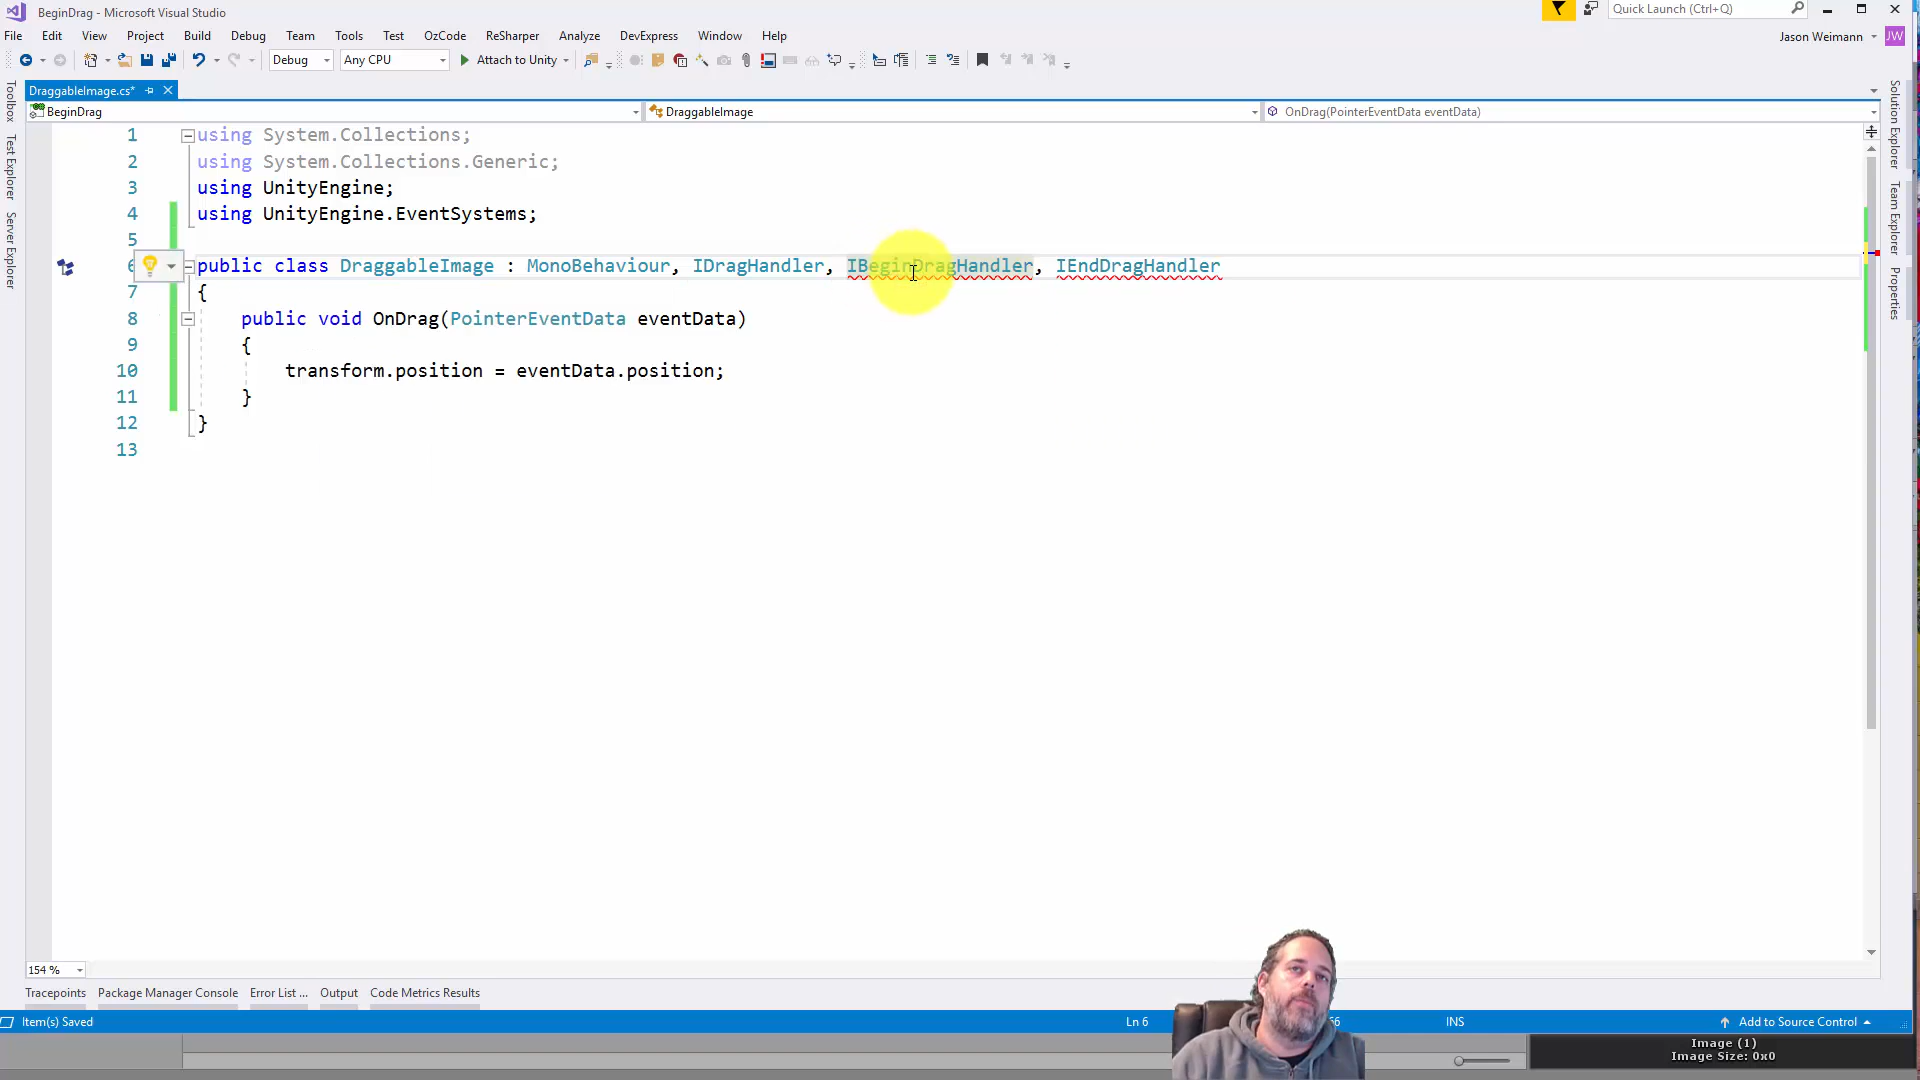 BeginDrag - Microsoft Visual Studio
Quick Launch (Ctrl+Q)
File Edit View Project Build Debug Team Tools Test OzCode ReSharper Analyze DevExpress Window Help
Jason Weimann JW
Debug Any CPU Attach to Unity
DraggableImage.cs*
BeginDrag DraggableImage OnDrag(PointerEventData eventData)
Toolbox
Test Explorer
Server Explorer
Solution Explorer
Team Explorer
Properties
1 using System.Collections;
2 using System.Collections.Generic;
3 using UnityEngine;
4 using UnityEngine.EventSystems;
5
6 public class DraggableImage : MonoBehaviour, IDragHandler, IBeginDragHandler, IEndDragHandler
7 {
8 public void OnDrag(PointerEventData eventData)
9 {
10 transform.position = eventData.position;
11 }
12 }
13
154 %
Tracepoints Package Manager Console Error List ... Output Code Metrics Results
Item(s) Saved Ln 6 66 INS Add to Source Control
Image (1)
Image Size: 0x0